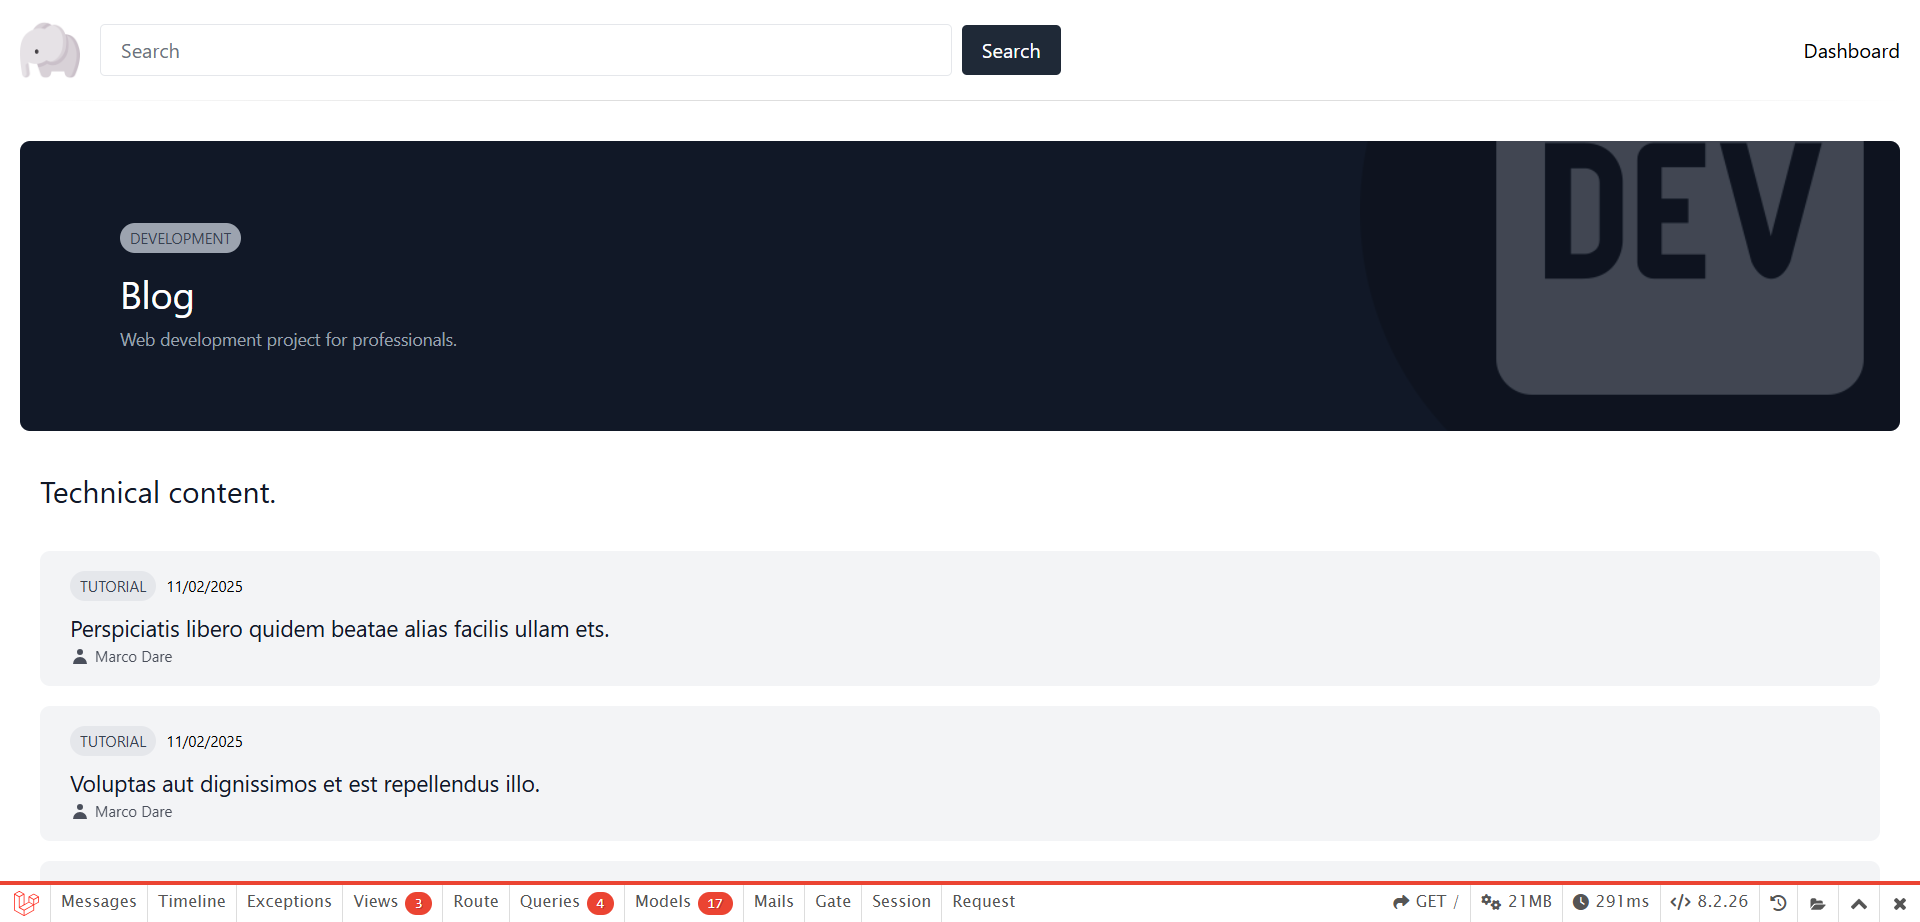 Search Search Dashboard
DEV
DEVELOPMENT
Blog
Web development project for professionals.
Technical content.
TUTORIAL 11/02/2025
Perspiciatis libero quidem beatae alias facilis ullam ets.
Marco Dare
TUTORIAL 11/02/2025
Voluptas aut dignissimos et est repellendus illo.
Marco Dare
Messages Timeline Exceptions Views 3 Route Queries 4 Models 17 Mails Gate Session Request GET / 21MB 291ms 8.2.26